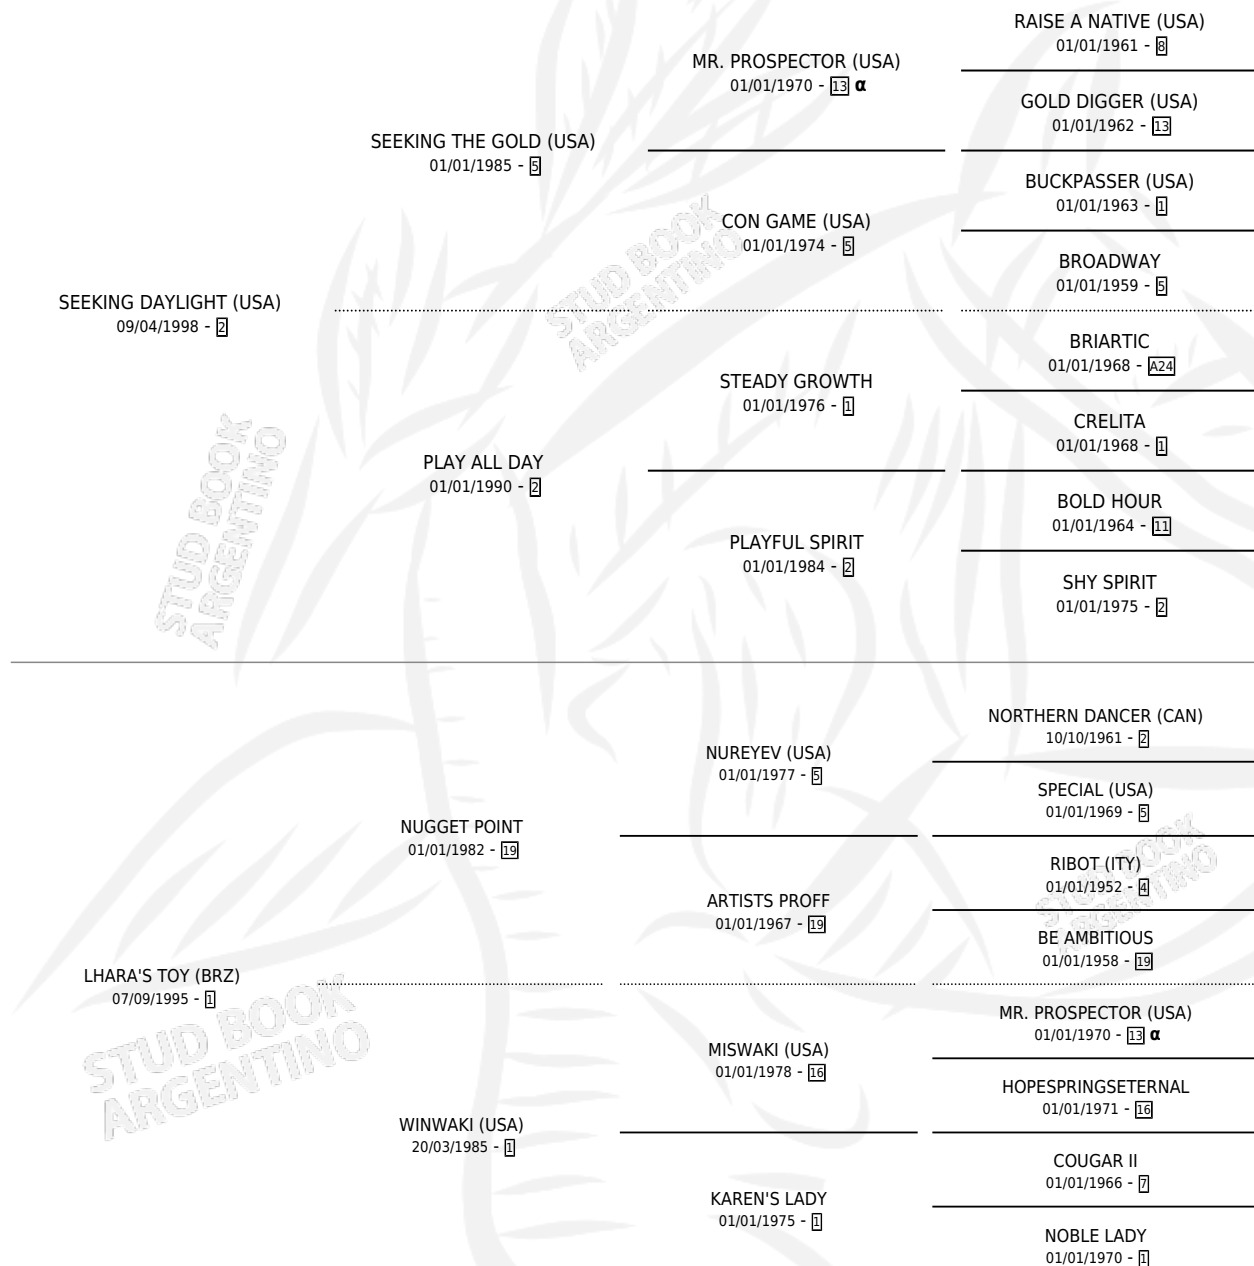 RAISE A NATIVE (USA)
01/01/1961 - 8
MR. PROSPECTOR (USA)
01/01/1970 - 13 α
GOLD DIGGER (USA)
01/01/1962 - 13
SEEKING THE GOLD (USA)
01/01/1985 - 5
BUCKPASSER (USA)
01/01/1963 - 1
CON GAME (USA)
01/01/1974 - 5
BROADWAY
01/01/1959 - 5
SEEKING DAYLIGHT (USA)
09/04/1998 - 2
BRIARTIC
01/01/1968 - A24
STEADY GROWTH
01/01/1976 - 1
CRELITA
01/01/1968 - 1
PLAY ALL DAY
01/01/1990 - 2
BOLD HOUR
01/01/1964 - 11
PLAYFUL SPIRIT
01/01/1984 - 2
SHY SPIRIT
01/01/1975 - 2
NORTHERN DANCER (CAN)
10/10/1961 - 2
NUREYEV (USA)
01/01/1977 - 5
SPECIAL (USA)
01/01/1969 - 5
NUGGET POINT
01/01/1982 - 19
RIBOT (ITY)
01/01/1952 - 4
ARTISTS PROFF
01/01/1967 - 19
BE AMBITIOUS
01/01/1958 - 19
LHARA'S TOY (BRZ)
07/09/1995 - 1
MR. PROSPECTOR (USA)
01/01/1970 - 13 α
MISWAKI (USA)
01/01/1978 - 16
HOPESPRINGSETERNAL
01/01/1971 - 16
WINWAKI (USA)
20/03/1985 - 1
COUGAR II
01/01/1966 - 7
KAREN'S LADY
01/01/1975 - 1
NOBLE LADY
01/01/1970 - 1
STUD BOOK
ARGENTINO
STUD BOOK
ARGENTINO
STUD BOOK
ARGENTINO
STUD BOOK
ARGENTINO